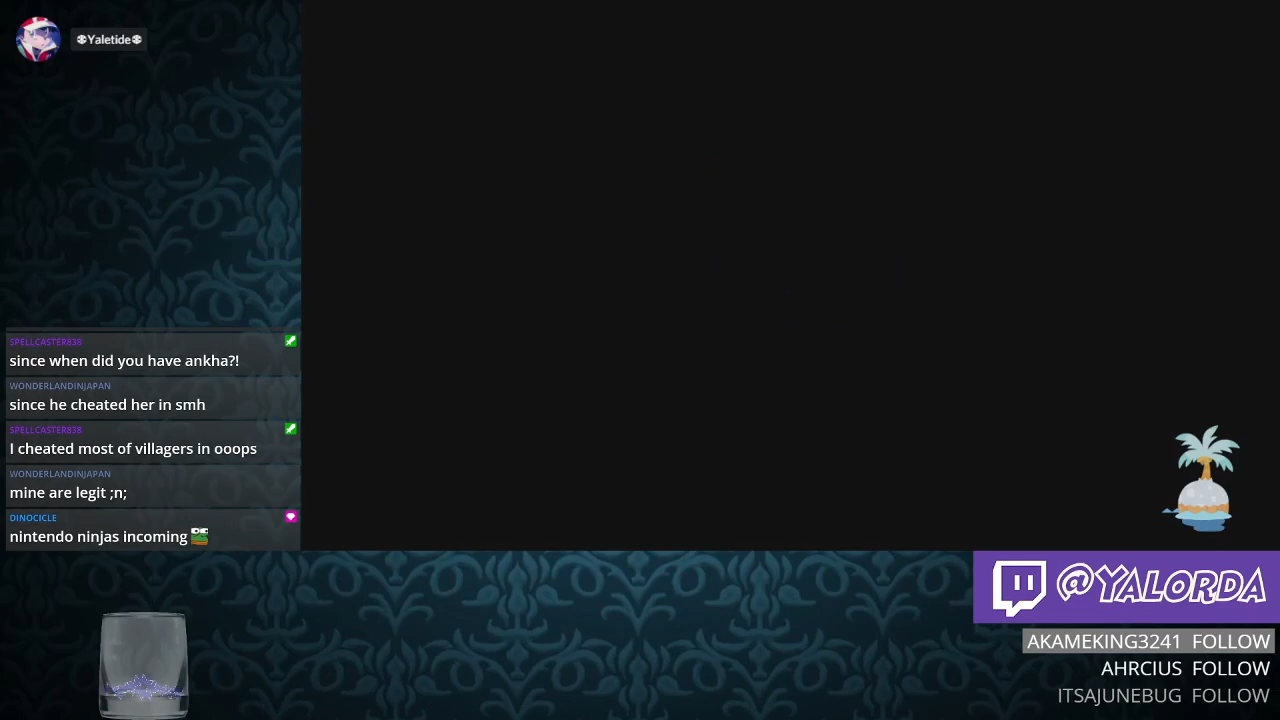 Yaletide
SPELLCASTER838
since when did you have ankha?!
WONDERLANDINJAPAN
since he cheated her in smh
SPELLCASTER838
I cheated most of villagers in ooops
WONDERLANDINJAPAN
mine are legit ;n;
DINOCICLE
nintendo ninjas incoming
@YALORDA
AKAMEKING3241 FOLLOW
AHRCIUS FOLLOW
ITSAJUNEBUG FOLLOW